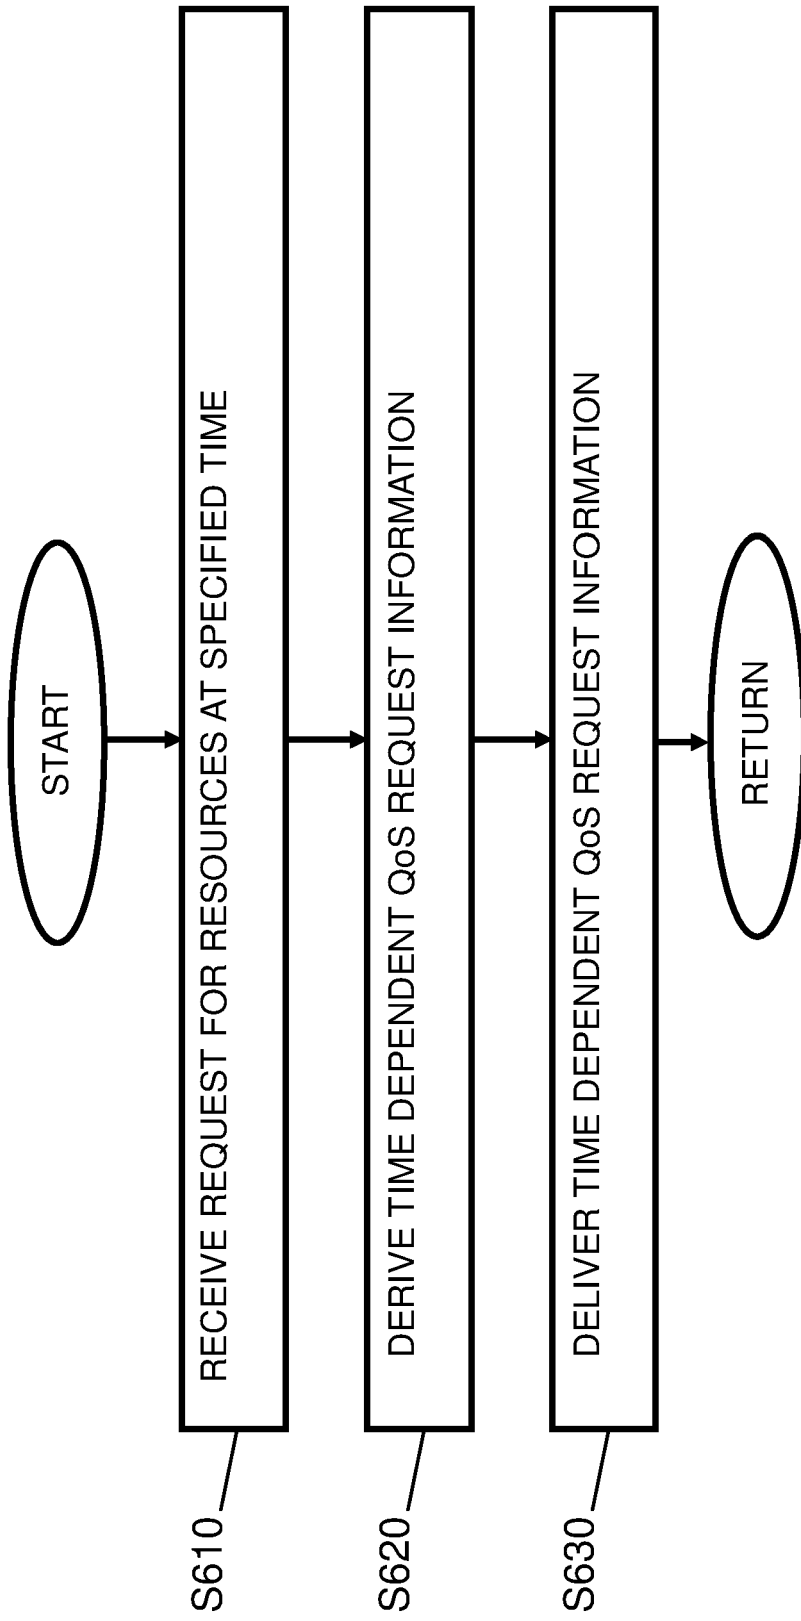 START
S610
RECEIVE REQUEST FOR RESOURCES AT SPECIFIED TIME
S620
DERIVE TIME DEPENDENT QoS REQUEST INFORMATION
S630
DELIVER TIME DEPENDENT QoS REQUEST INFORMATION
RETURN